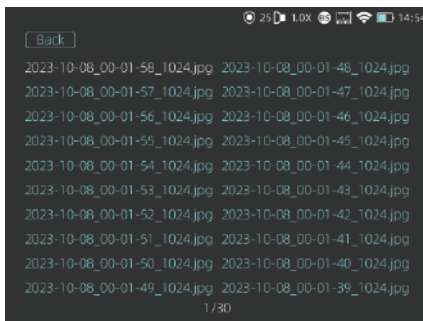 25 1.0X 85 14:54
Back
2023-10-08_00-01-58_1024.jpg 2023-10-08_00-01-48_1024.jpg
2023-10-08_00-01-57_1024.jpg 2023-10-08_00-01-47_1024.jpg
2023-10-08_00-01-56_1024.jpg 2023-10-08_00-01-46_1024.jpg
2023-10-08_00-01-55_1024.jpg 2023-10-08_00-01-45_1024.jpg
2023-10-08_00-01-54_1024.jpg 2023-10-08_00-01-44_1024.jpg
2023-10-08_00-01-53_1024.jpg 2023-10-08_00-01-43_1024.jpg
2023-10-08_00-01-52_1024.jpg 2023-10-08_00-01-42_1024.jpg
2023-10-08_00-01-51_1024.jpg 2023-10-08_00-01-41_1024.jpg
2023-10-08_00-01-50_1024.jpg 2023-10-08_00-01-40_1024.jpg
2023-10-08_00-01-49_1024.jpg 2023-10-08_00-01-39_1024.jpg
1/30